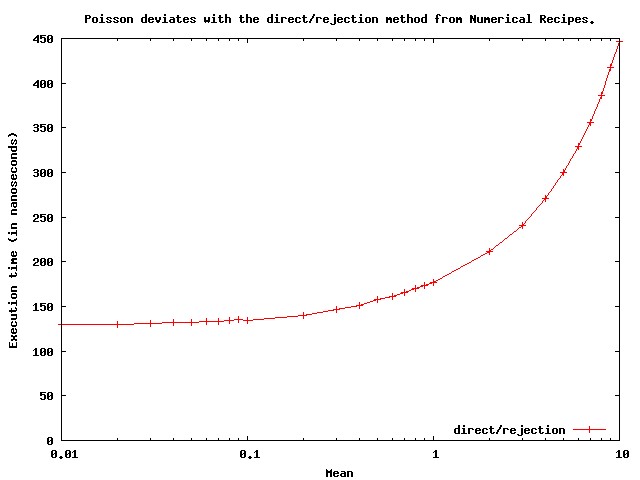 Poisson deviates with the direct/rejection method from Numerical Recipes.
450
400
350
300
250
200
150
100
50
0
Execution time (in nanoseconds)
direct/rejection
0.01 0.1 1 10
Mean